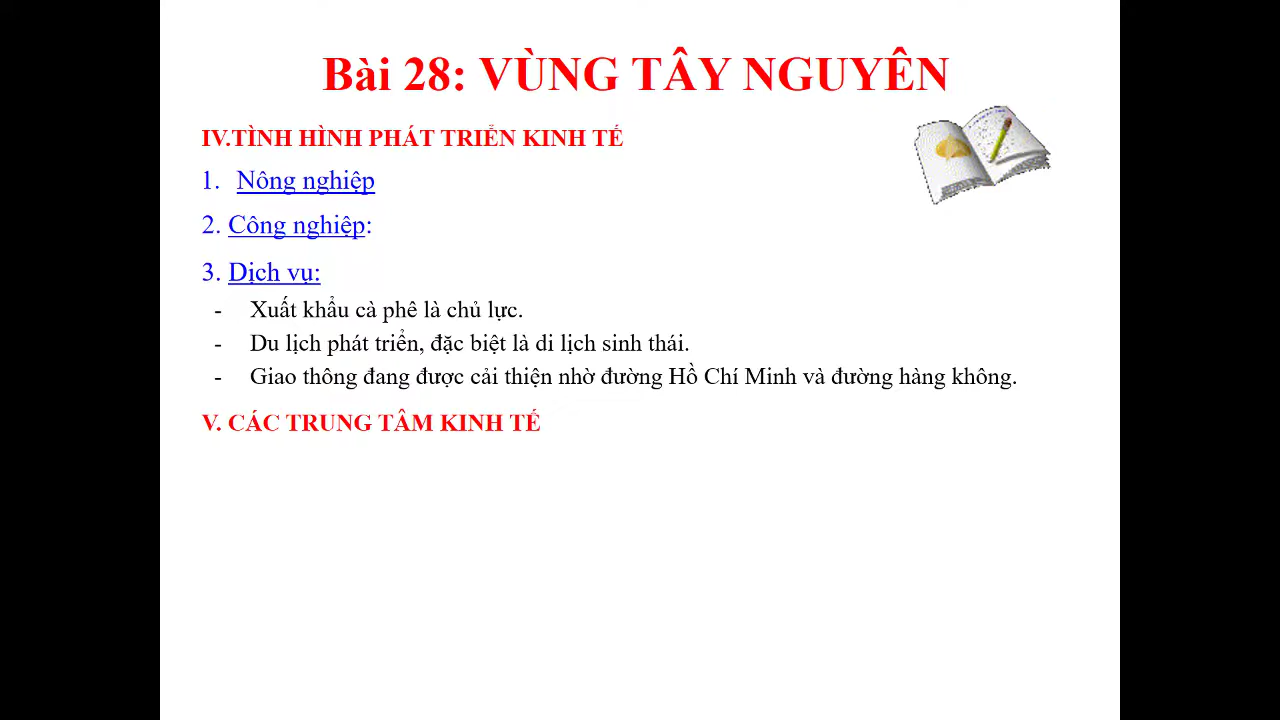 Bài 28: VÙNG TÂY NGUYÊN
IV.TÌNH HÌNH PHÁT TRIỂN KINH TẾ
1. Nông nghiệp
2. Công nghiệp:
3. Dịch vụ:
- Xuất khẩu cà phê là chủ lực.
- Du lịch phát triển, đặc biệt là di lịch sinh thái.
- Giao thông đang được cải thiện nhờ đường Hồ Chí Minh và đường hàng không.
V. CÁC TRUNG TÂM KINH TẾ